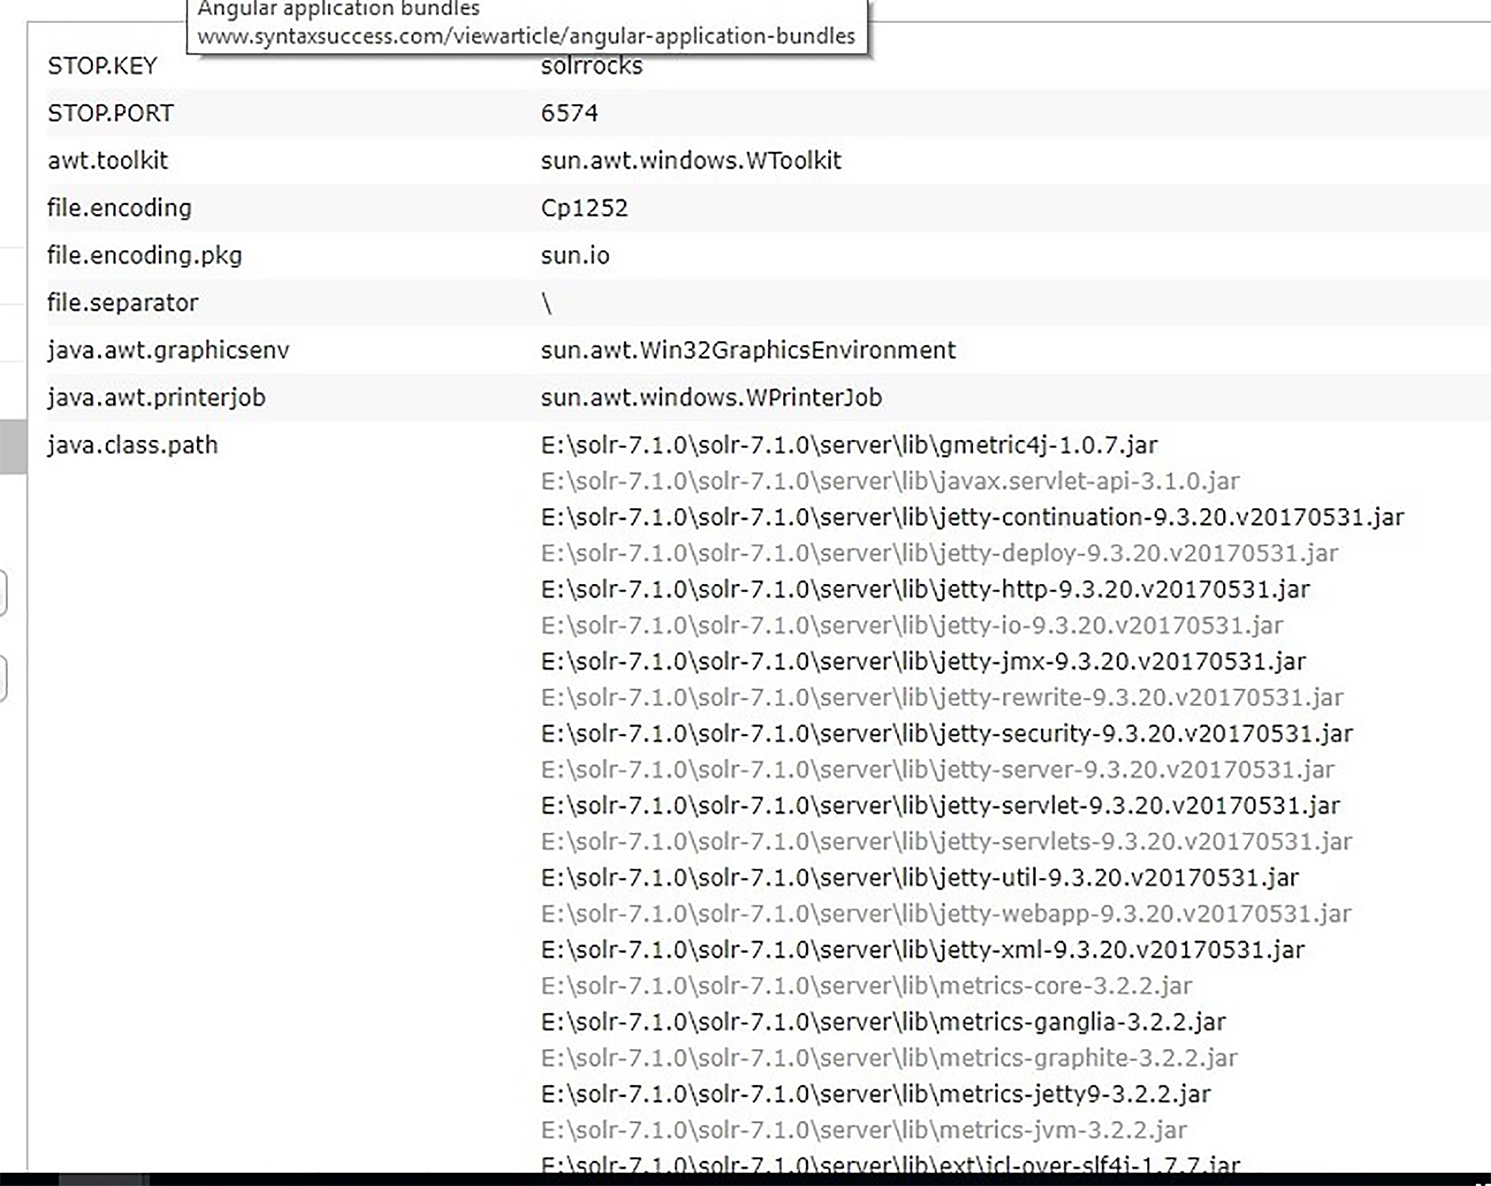 Angular application bundles
www.syntaxsuccess.com/viewarticle/angular-application-bundles
STOP.KEY solrrocks
STOP.PORT 6574
awt.toolkit sun.awt.windows.WToolkit
file.encoding Cp1252
file.encoding.pkg sun.io
file.separator \
java.awt.graphicsenv sun.awt.Win32GraphicsEnvironment
java.awt.printerjob sun.awt.windows.WPrinterJob
java.class.path E:\solr-7.1.0\solr-7.1.0\server\lib\gmetric4j-1.0.7.jar
E:\solr-7.1.0\solr-7.1.0\server\lib\javax.servlet-api-3.1.0.jar
E:\solr-7.1.0\solr-7.1.0\server\lib\jetty-continuation-9.3.20.v20170531.jar
E:\solr-7.1.0\solr-7.1.0\server\lib\jetty-deploy-9.3.20.v20170531.jar
E:\solr-7.1.0\solr-7.1.0\server\lib\jetty-http-9.3.20.v20170531.jar
E:\solr-7.1.0\solr-7.1.0\server\lib\jetty-io-9.3.20.v20170531.jar
E:\solr-7.1.0\solr-7.1.0\server\lib\jetty-jmx-9.3.20.v20170531.jar
E:\solr-7.1.0\solr-7.1.0\server\lib\jetty-rewrite-9.3.20.v20170531.jar
E:\solr-7.1.0\solr-7.1.0\server\lib\jetty-security-9.3.20.v20170531.jar
E:\solr-7.1.0\solr-7.1.0\server\lib\jetty-server-9.3.20.v20170531.jar
E:\solr-7.1.0\solr-7.1.0\server\lib\jetty-servlet-9.3.20.v20170531.jar
E:\solr-7.1.0\solr-7.1.0\server\lib\jetty-servlets-9.3.20.v20170531.jar
E:\solr-7.1.0\solr-7.1.0\server\lib\jetty-util-9.3.20.v20170531.jar
E:\solr-7.1.0\solr-7.1.0\server\lib\jetty-webapp-9.3.20.v20170531.jar
E:\solr-7.1.0\solr-7.1.0\server\lib\jetty-xml-9.3.20.v20170531.jar
E:\solr-7.1.0\solr-7.1.0\server\lib\metrics-core-3.2.2.jar
E:\solr-7.1.0\solr-7.1.0\server\lib\metrics-ganglia-3.2.2.jar
E:\solr-7.1.0\solr-7.1.0\server\lib\metrics-graphite-3.2.2.jar
E:\solr-7.1.0\solr-7.1.0\server\lib\metrics-jetty9-3.2.2.jar
E:\solr-7.1.0\solr-7.1.0\server\lib\metrics-jvm-3.2.2.jar
E:\solr-7.1.0\solr-7.1.0\server\lib\ext\jcl-over-slf4j-1.7.7.jar